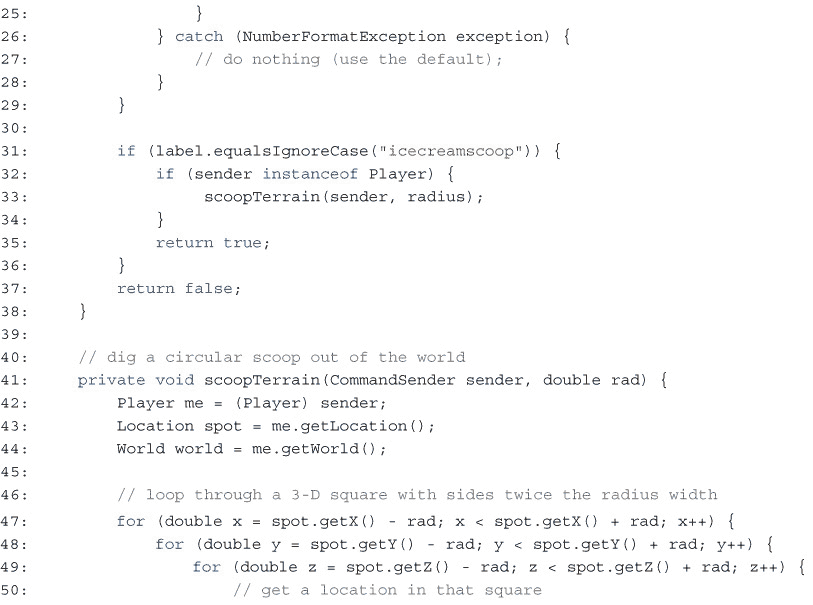 25:                 }
26:             } catch (NumberFormatException exception) {
27:                 // do nothing (use the default);
28:             }
29:         }
30:
31:         if (label.equalsIgnoreCase("icecreamscoop")) {
32:             if (sender instanceof Player) {
33:                  scoopTerrain(sender, radius);
34:             }
35:             return true;
36:         }
37:         return false;
38:     }
39:
40:     // dig a circular scoop out of the world
41:     private void scoopTerrain(CommandSender sender, double rad) {
42:         Player me = (Player) sender;
43:         Location spot = me.getLocation();
44:         World world = me.getWorld();
45:
46:         // loop through a 3-D square with sides twice the radius width
47:         for (double x = spot.getX() - rad; x < spot.getX() + rad; x++) {
48:             for (double y = spot.getY() - rad; y < spot.getY() + rad; y++) {
49:                 for (double z = spot.getZ() - rad; z < spot.getZ() + rad; z++) {
50:                     // get a location in that square